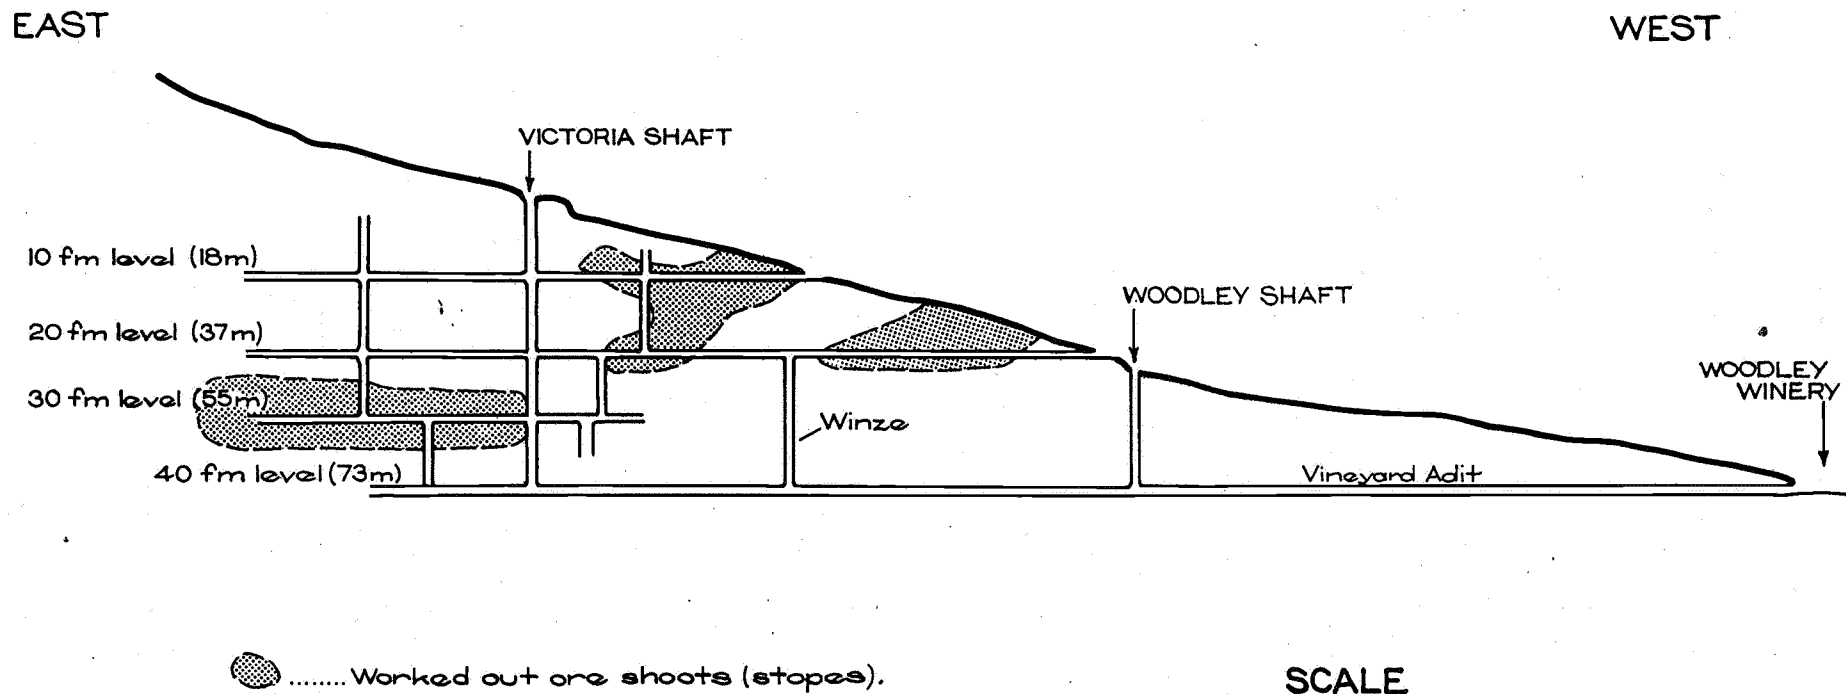 EAST
WEST
VICTORIA SHAFT
10 fm level (18m)
WOODLEY SHAFT
20 fm level (37m)
WOODLEY
WINERY
30 fm level (55m)
Winze
40 fm level (73m)
Vineyard Adit
........ Worked out ore shoots (stopes).
SCALE